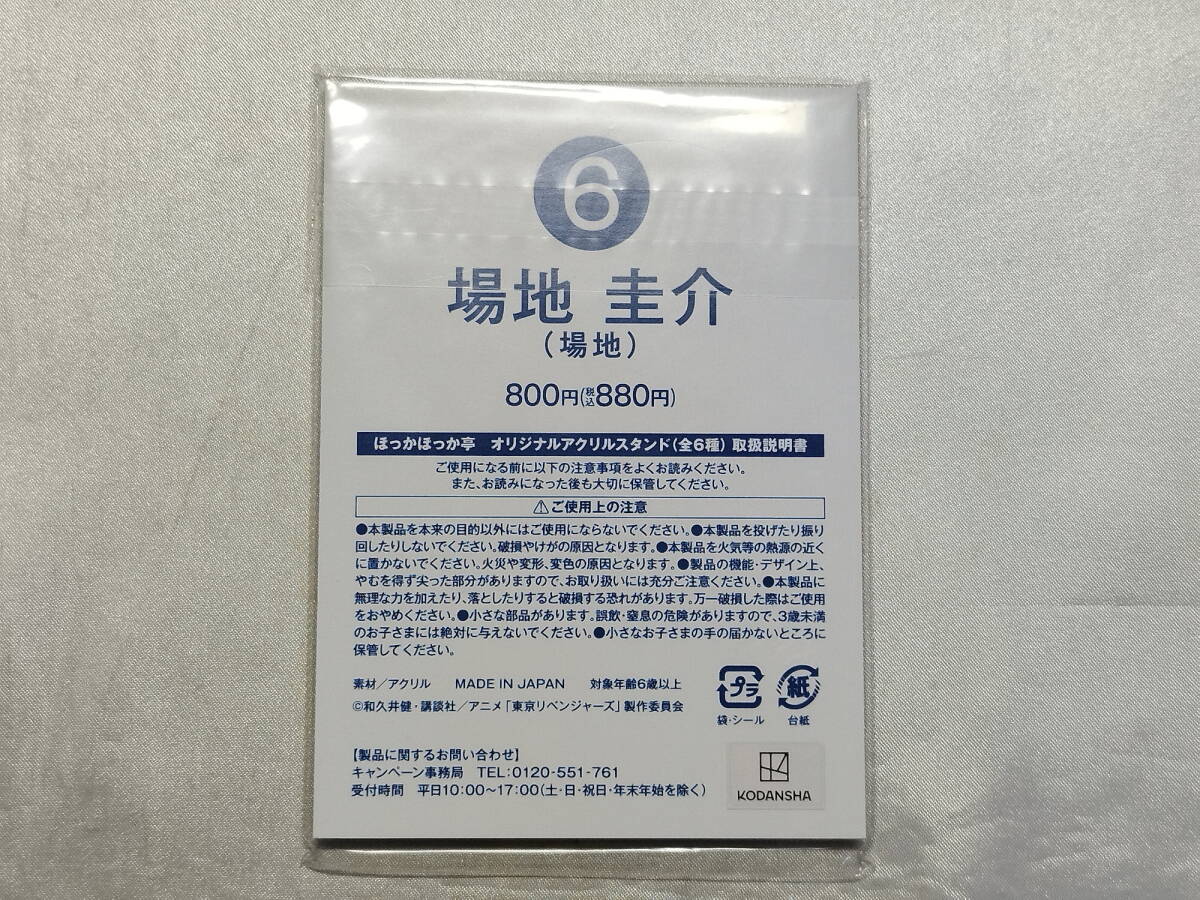 6
場地 圭介
(場地)
800円(税込880円)
ほっかほっか亭 オリジナルアクリルスタンド(全6種) 取扱説明書
ご使用になる前に以下の注意事項をよくお読みください。
また、お読みになった後も大切に保管してください。
⚠ご使用上の注意
●本製品を本来の目的以外にはご使用にならないでください。●本製品を投げたり振り
回したりしないでください。破損やけがの原因となります。●本製品を火気等の熱源の近く
に置かないでください。火災や変形、変色の原因となります。●製品の機能・デザイン上、
やむを得ず尖った部分がありますので、お取り扱いには充分ご注意ください。●本製品に
無理な力を加えたり、落としたりすると破損する恐れがあります。万一破損した際はご使用
をおやめください。●小さな部品があります。誤飲・窒息の危険がありますので、3歳未満
のお子さまには絶対に与えないでください。●小さなお子さまの手の届かないところに
保管してください。
素材/アクリル MADE IN JAPAN 対象年齢6歳以上
©和久井健・講談社/アニメ「東京リベンジャーズ」製作委員会
プラ
袋・シール
紙
台紙
【製品に関するお問い合わせ】
キャンペーン事務局 TEL:0120-551-761
受付時間 平日10:00〜17:00(土・日・祝日・年末年始を除く)
KODANSHA